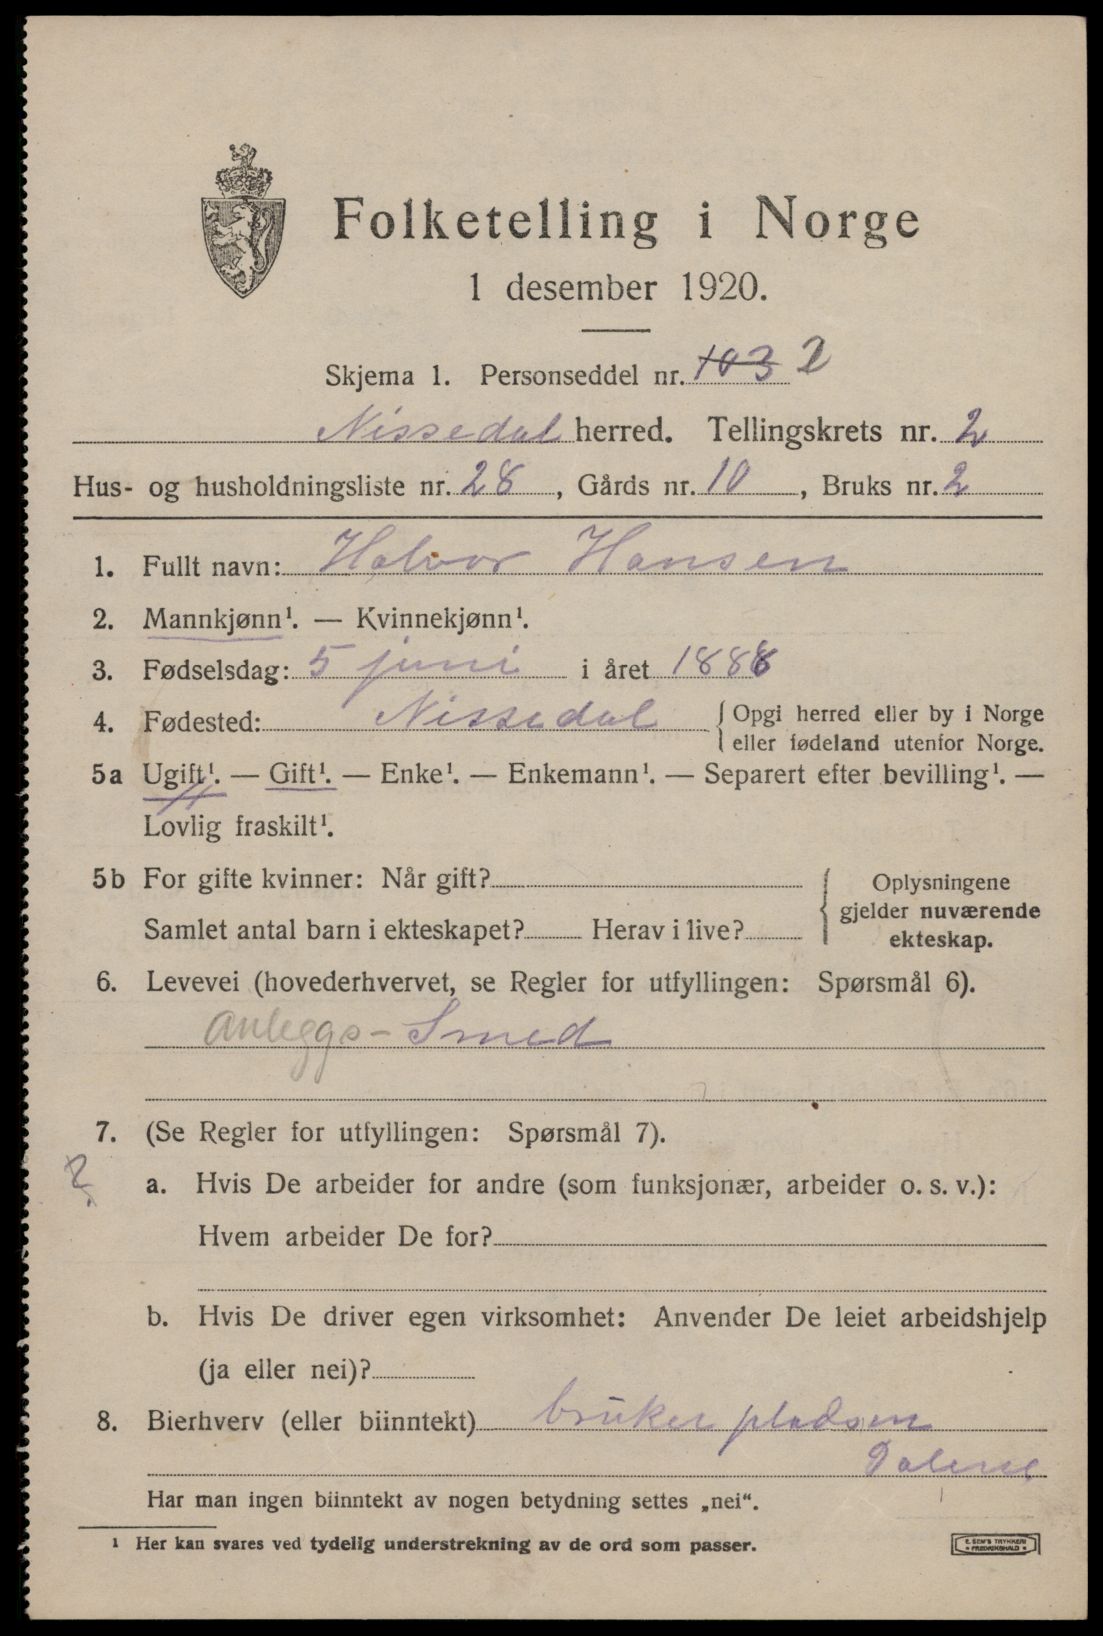 Folketelling i Norge
1 desember 1920.
Skjema 1. Personseddel nr. 103 2
Nissedal herred. Tellingskrets nr. 2
Hus- og husholdningsliste nr. 28, Gårds nr. 10, Bruks nr. 2
1. Fullt navn: Halvor Hansen
2. Mannkjønn¹. — Kvinnekjønn¹.
3. Fødselsdag: 5 juni i året 1888
4. Fødested: Nissedal { Opgi herred eller by i Norge
eller fødeland utenfor Norge.
5a Ugift¹. — Gift¹. — Enke¹. — Enkemann¹. — Separert efter bevilling¹. —
Lovlig fraskilt¹.
5b For gifte kvinner: Når gift? { Oplysningene
gjelder nuværende
Samlet antal barn i ekteskapet? Herav i live?
ekteskap.
6. Levevei (hovederhvervet, se Regler for utfyllingen: Spørsmål 6).
Anleggs- Smed
7. (Se Regler for utfyllingen: Spørsmål 7).
? a. Hvis De arbeider for andre (som funksjonær, arbeider o. s. v.):
Hvem arbeider De for?
b. Hvis De driver egen virksomhet: Anvender De leiet arbeidshjelp
(ja eller nei)?
8. Bierhverv (eller biinntekt) bruker pladsen
Har man ingen biinntekt av nogen betydning settes „nei“.
¹ Her kan svares ved tydelig understrekning av de ord som passer.
E. SEM'S TRYKKERI
FREDRIKSHALD